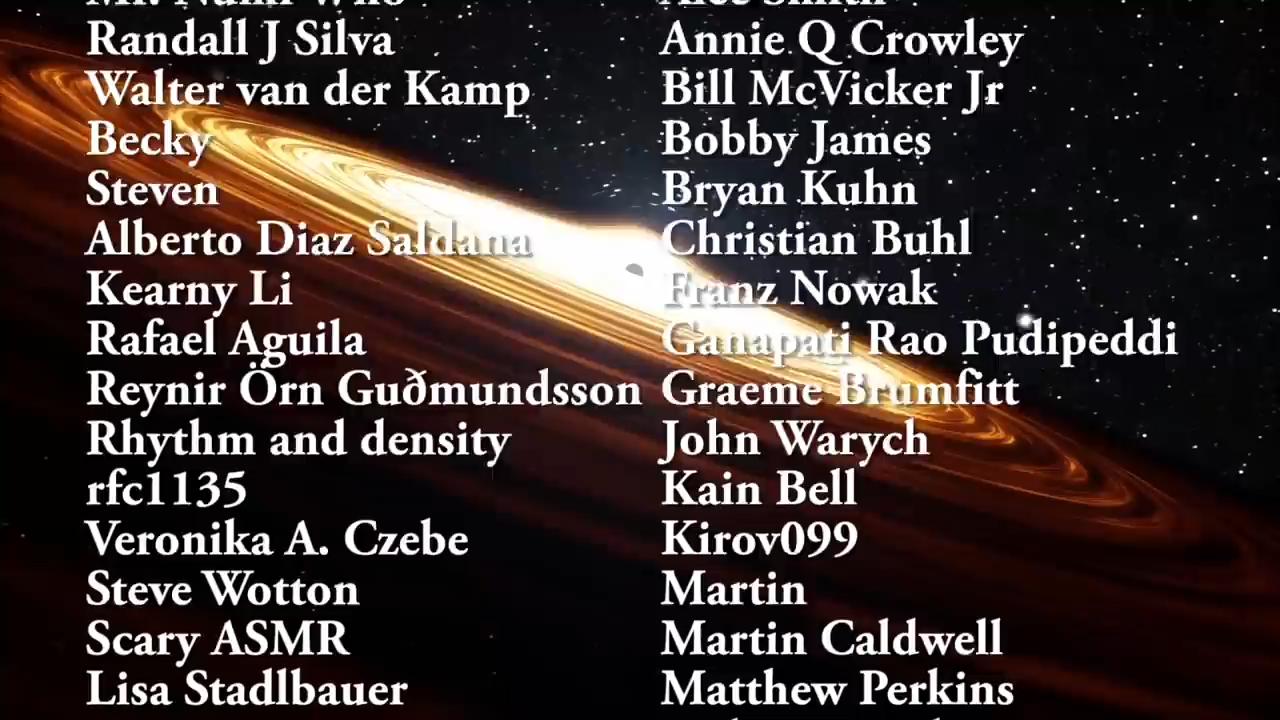 Randall J Silva
Walter van der Kamp
Becky
Steven
Alberto Diaz Saldana
Kearny Li
Rafael Aguila
Reynir Örn Guðmundsson
Rhythm and density
rfc1135
Veronika A. Czebe
Steve Wotton
Scary ASMR
Lisa Stadlbauer
Annie Q Crowley
Bill McVicker Jr
Bobby James
Bryan Kuhn
Christian Buhl
Franz Nowak
Ganapati Rao Pudipeddi
Graeme Brumfitt
John Warych
Kain Bell
Kirov099
Martin
Martin Caldwell
Matthew Perkins